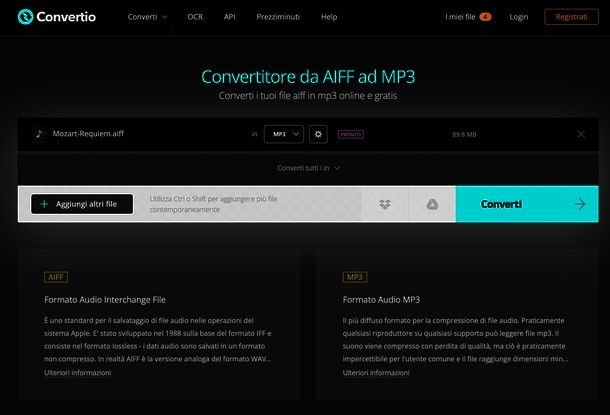 Convertio Converti OCR API Prezziminuti Help I miei file 4 Login Registrati
Convertitore da AIFF ad MP3
Converti i tuoi file aiff in mp3 online e gratis
Mozart-Requiem.aiff in MP3 PRONTO 89.8 MB
Converti tutti i in
Aggiungi altri file
Utilizza Ctrl o Shift per aggiungere più file
contemporaneamente
Converti
AIFF
Formato Audio Interchange File
È uno standard per il salvataggio di file audio nelle operazioni del
sistema Apple. E' stato sviluppato nel 1988 sulla base del formato IFF e
consiste nel formato lossless - i dati audio sono salvati in un formato
non compresso. In realtà AIFF è la versione analoga del formato WAV...
Ulteriori informazioni
MP3
Formato Audio MP3
Il più diffuso formato per la compressione di file audio. Praticamente
qualsiasi riproduttore su qualsiasi supporto può leggere file mp3. Il
suono viene compresso con perdita di qualità, ma ciò è praticamente
impercettibile per l'utente comune e il file raggiunge dimensioni min...
Ulteriori informazioni